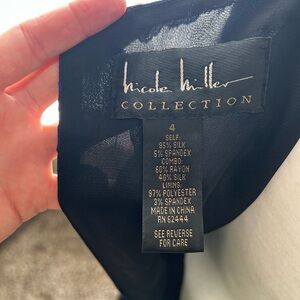 nicole miller
COLLECTION
4
SELF:
95% SILK
5% SPANDEX
COMBO
60% RAYON
40% SILK
LINING:
97% POLYESTER
3% SPANDEX
MADE IN CHINA
RN 62444
SEE REVERSE
FOR CARE